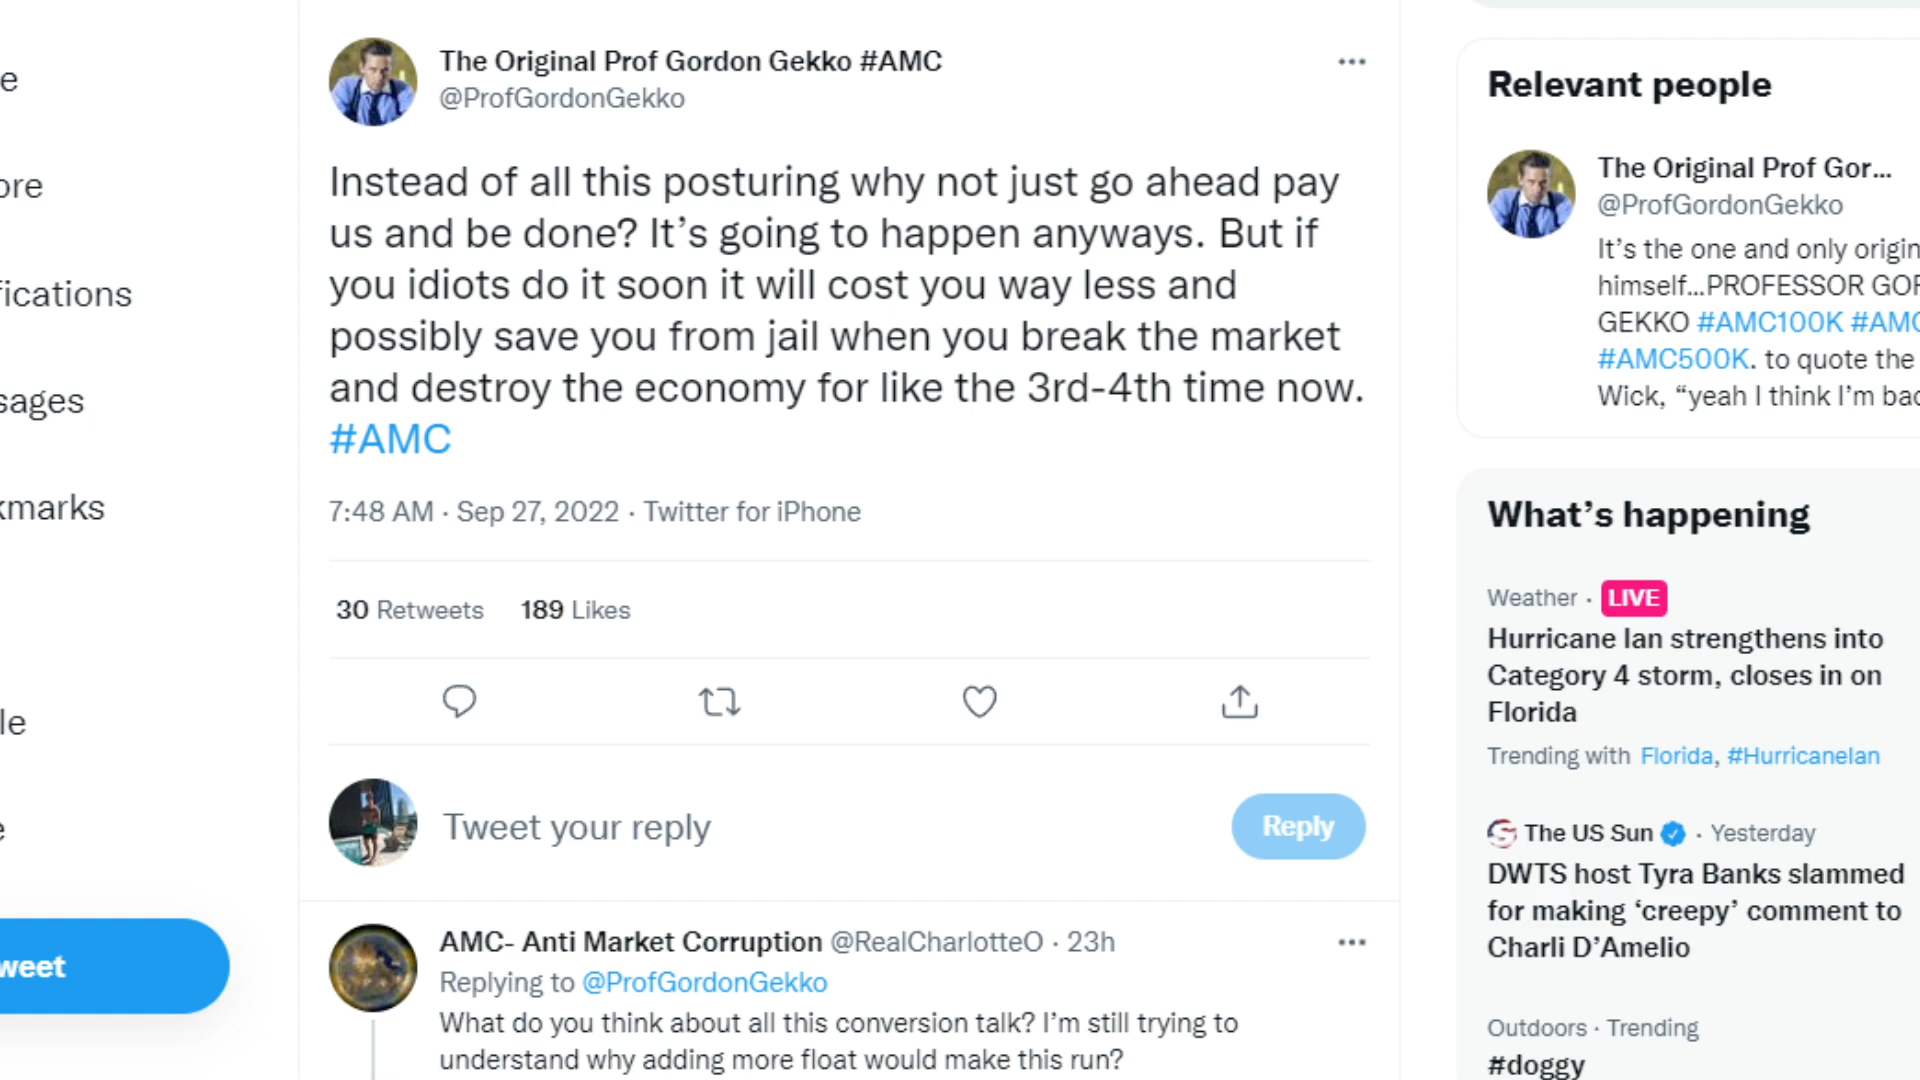 e
ore
fications
sages
kmarks
le
e
weet
The Original Prof Gordon Gekko #AMC
@ProfGordonGekko
Instead of all this posturing why not just go ahead pay
us and be done? It’s going to happen anyways. But if
you idiots do it soon it will cost you way less and
possibly save you from jail when you break the market
and destroy the economy for like the 3rd-4th time now.
#AMC
7:48 AM · Sep 27, 2022 · Twitter for iPhone
30 Retweets 189 Likes
Tweet your reply
Reply
AMC- Anti Market Corruption @RealCharlotteO · 23h
Replying to @ProfGordonGekko
What do you think about all this conversion talk? I’m still trying to
understand why adding more float would make this run?
Relevant people
The Original Prof Gor...
@ProfGordonGekko
It’s the one and only origin
himself...PROFESSOR GOR
GEKKO #AMC100K #AMC
#AMC500K. to quote the
Wick, “yeah I think I’m bac
What’s happening
Weather · LIVE
Hurricane Ian strengthens into
Category 4 storm, closes in on
Florida
Trending with Florida, #HurricaneIan
The US Sun · Yesterday
DWTS host Tyra Banks slammed
for making ‘creepy’ comment to
Charli D’Amelio
Outdoors · Trending
#doggy